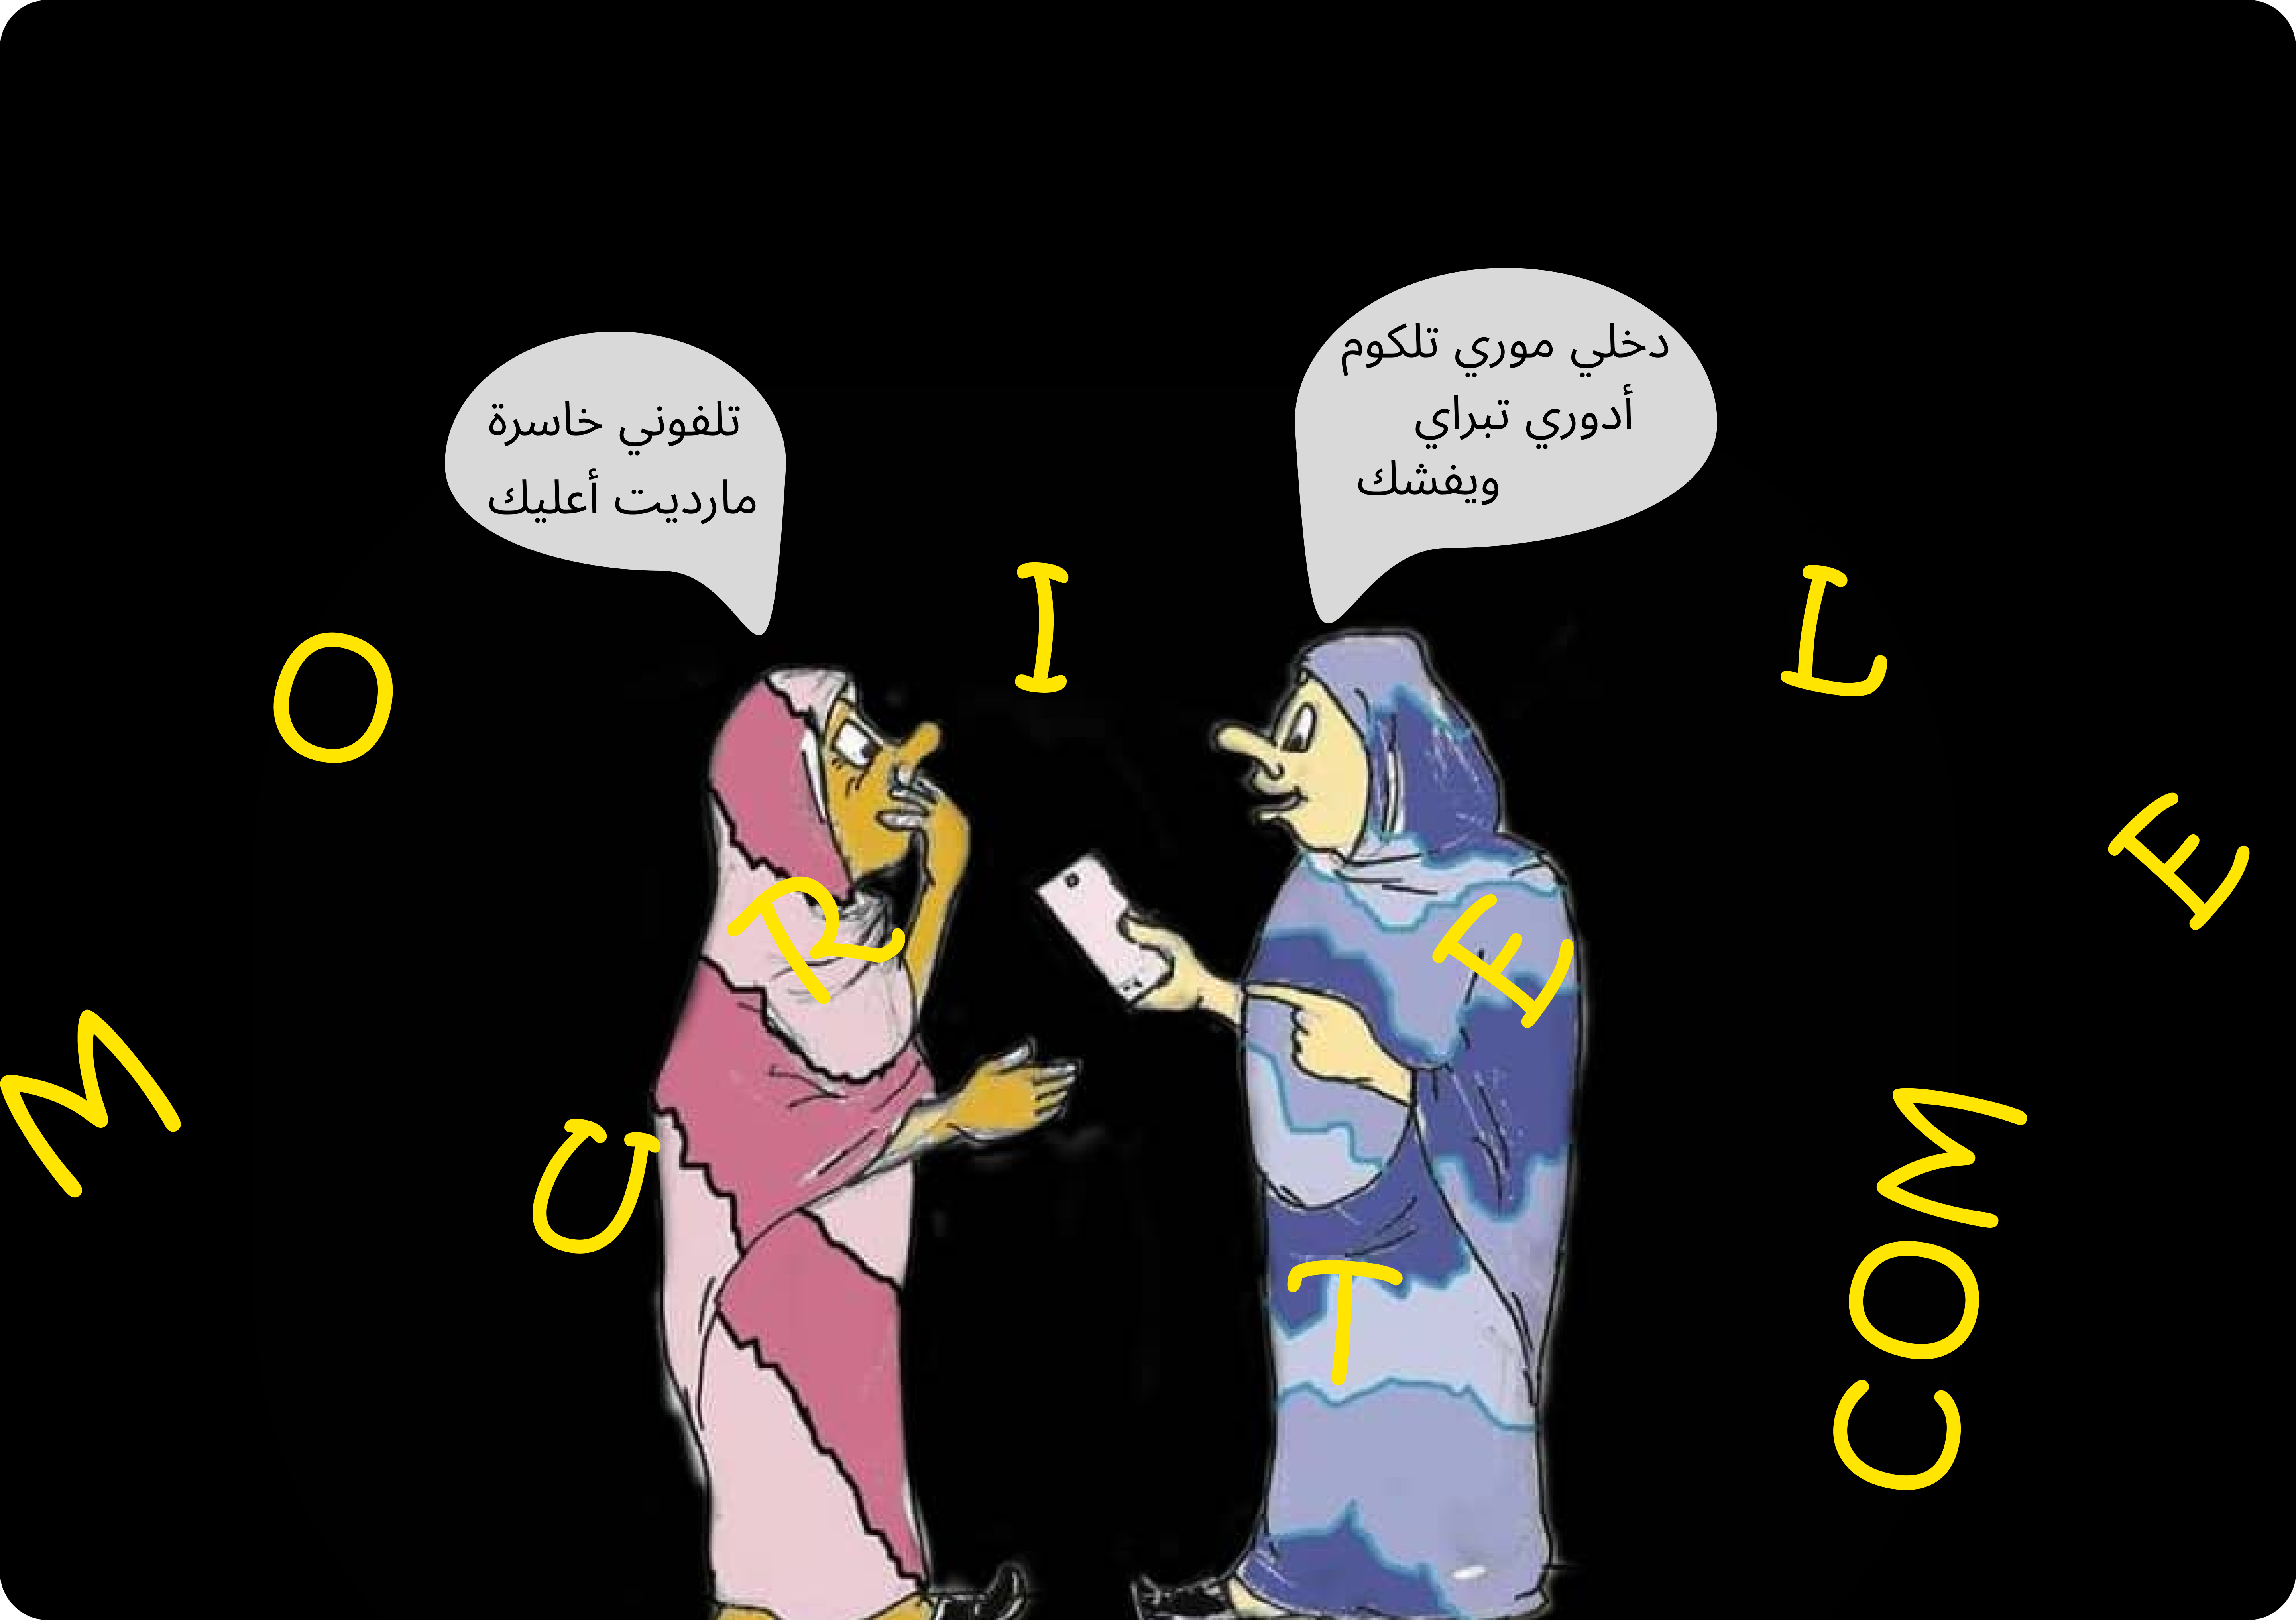 تلفوني خاسرة
مارديت أعليك
دخلي موري تلكوم
أدوري تبراي
ويفشك
M O U R I T E L E COM